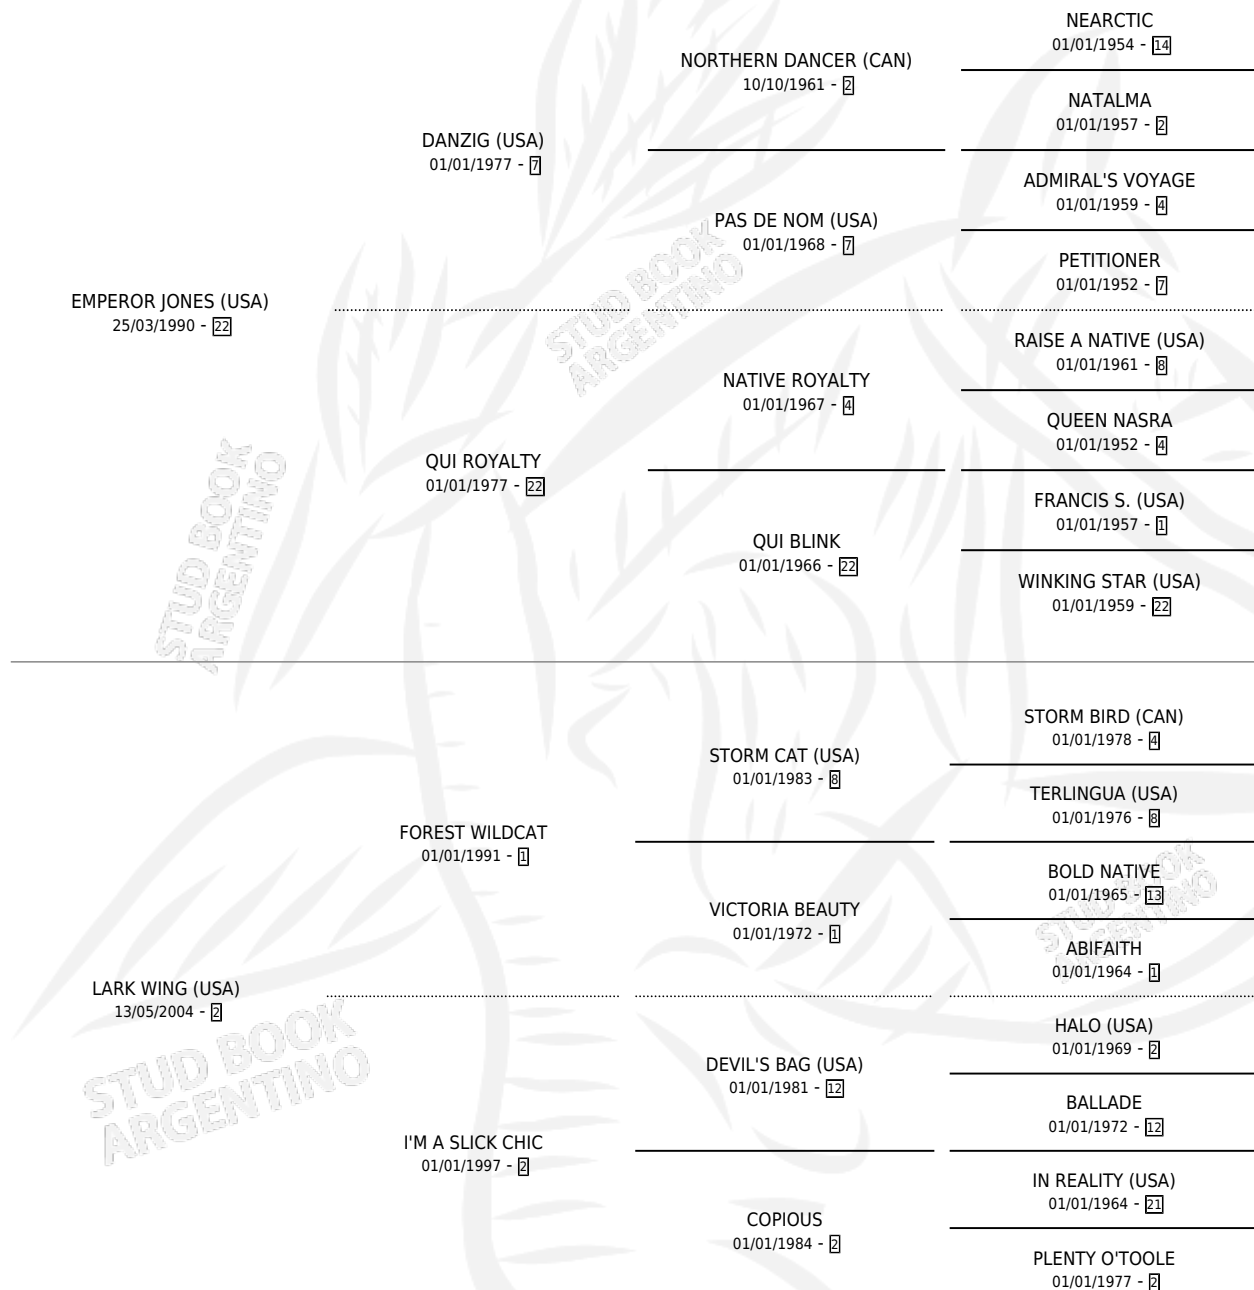 NEARCTIC
01/01/1954 - 14
NORTHERN DANCER (CAN)
10/10/1961 - 2
NATALMA
01/01/1957 - 2
DANZIG (USA)
01/01/1977 - 7
ADMIRAL'S VOYAGE
01/01/1959 - 4
PAS DE NOM (USA)
01/01/1968 - 7
PETITIONER
01/01/1952 - 7
EMPEROR JONES (USA)
25/03/1990 - 22
RAISE A NATIVE (USA)
01/01/1961 - 8
NATIVE ROYALTY
01/01/1967 - 4
QUEEN NASRA
01/01/1952 - 4
QUI ROYALTY
01/01/1977 - 22
FRANCIS S. (USA)
01/01/1957 - 1
QUI BLINK
01/01/1966 - 22
WINKING STAR (USA)
01/01/1959 - 22
STORM BIRD (CAN)
01/01/1978 - 4
STORM CAT (USA)
01/01/1983 - 8
TERLINGUA (USA)
01/01/1976 - 8
FOREST WILDCAT
01/01/1991 - 1
BOLD NATIVE
01/01/1965 - 13
VICTORIA BEAUTY
01/01/1972 - 1
ABIFAITH
01/01/1964 - 1
LARK WING (USA)
13/05/2004 - 2
HALO (USA)
01/01/1969 - 2
DEVIL'S BAG (USA)
01/01/1981 - 12
BALLADE
01/01/1972 - 12
I'M A SLICK CHIC
01/01/1997 - 2
IN REALITY (USA)
01/01/1964 - 21
COPIOUS
01/01/1984 - 2
PLENTY O'TOOLE
01/01/1977 - 2
STUD BOOK
ARGENTINO
STUD BOOK
ARGENTINO
STUD BOOK
ARGENTINO
STUD BOOK
ARGENTINO